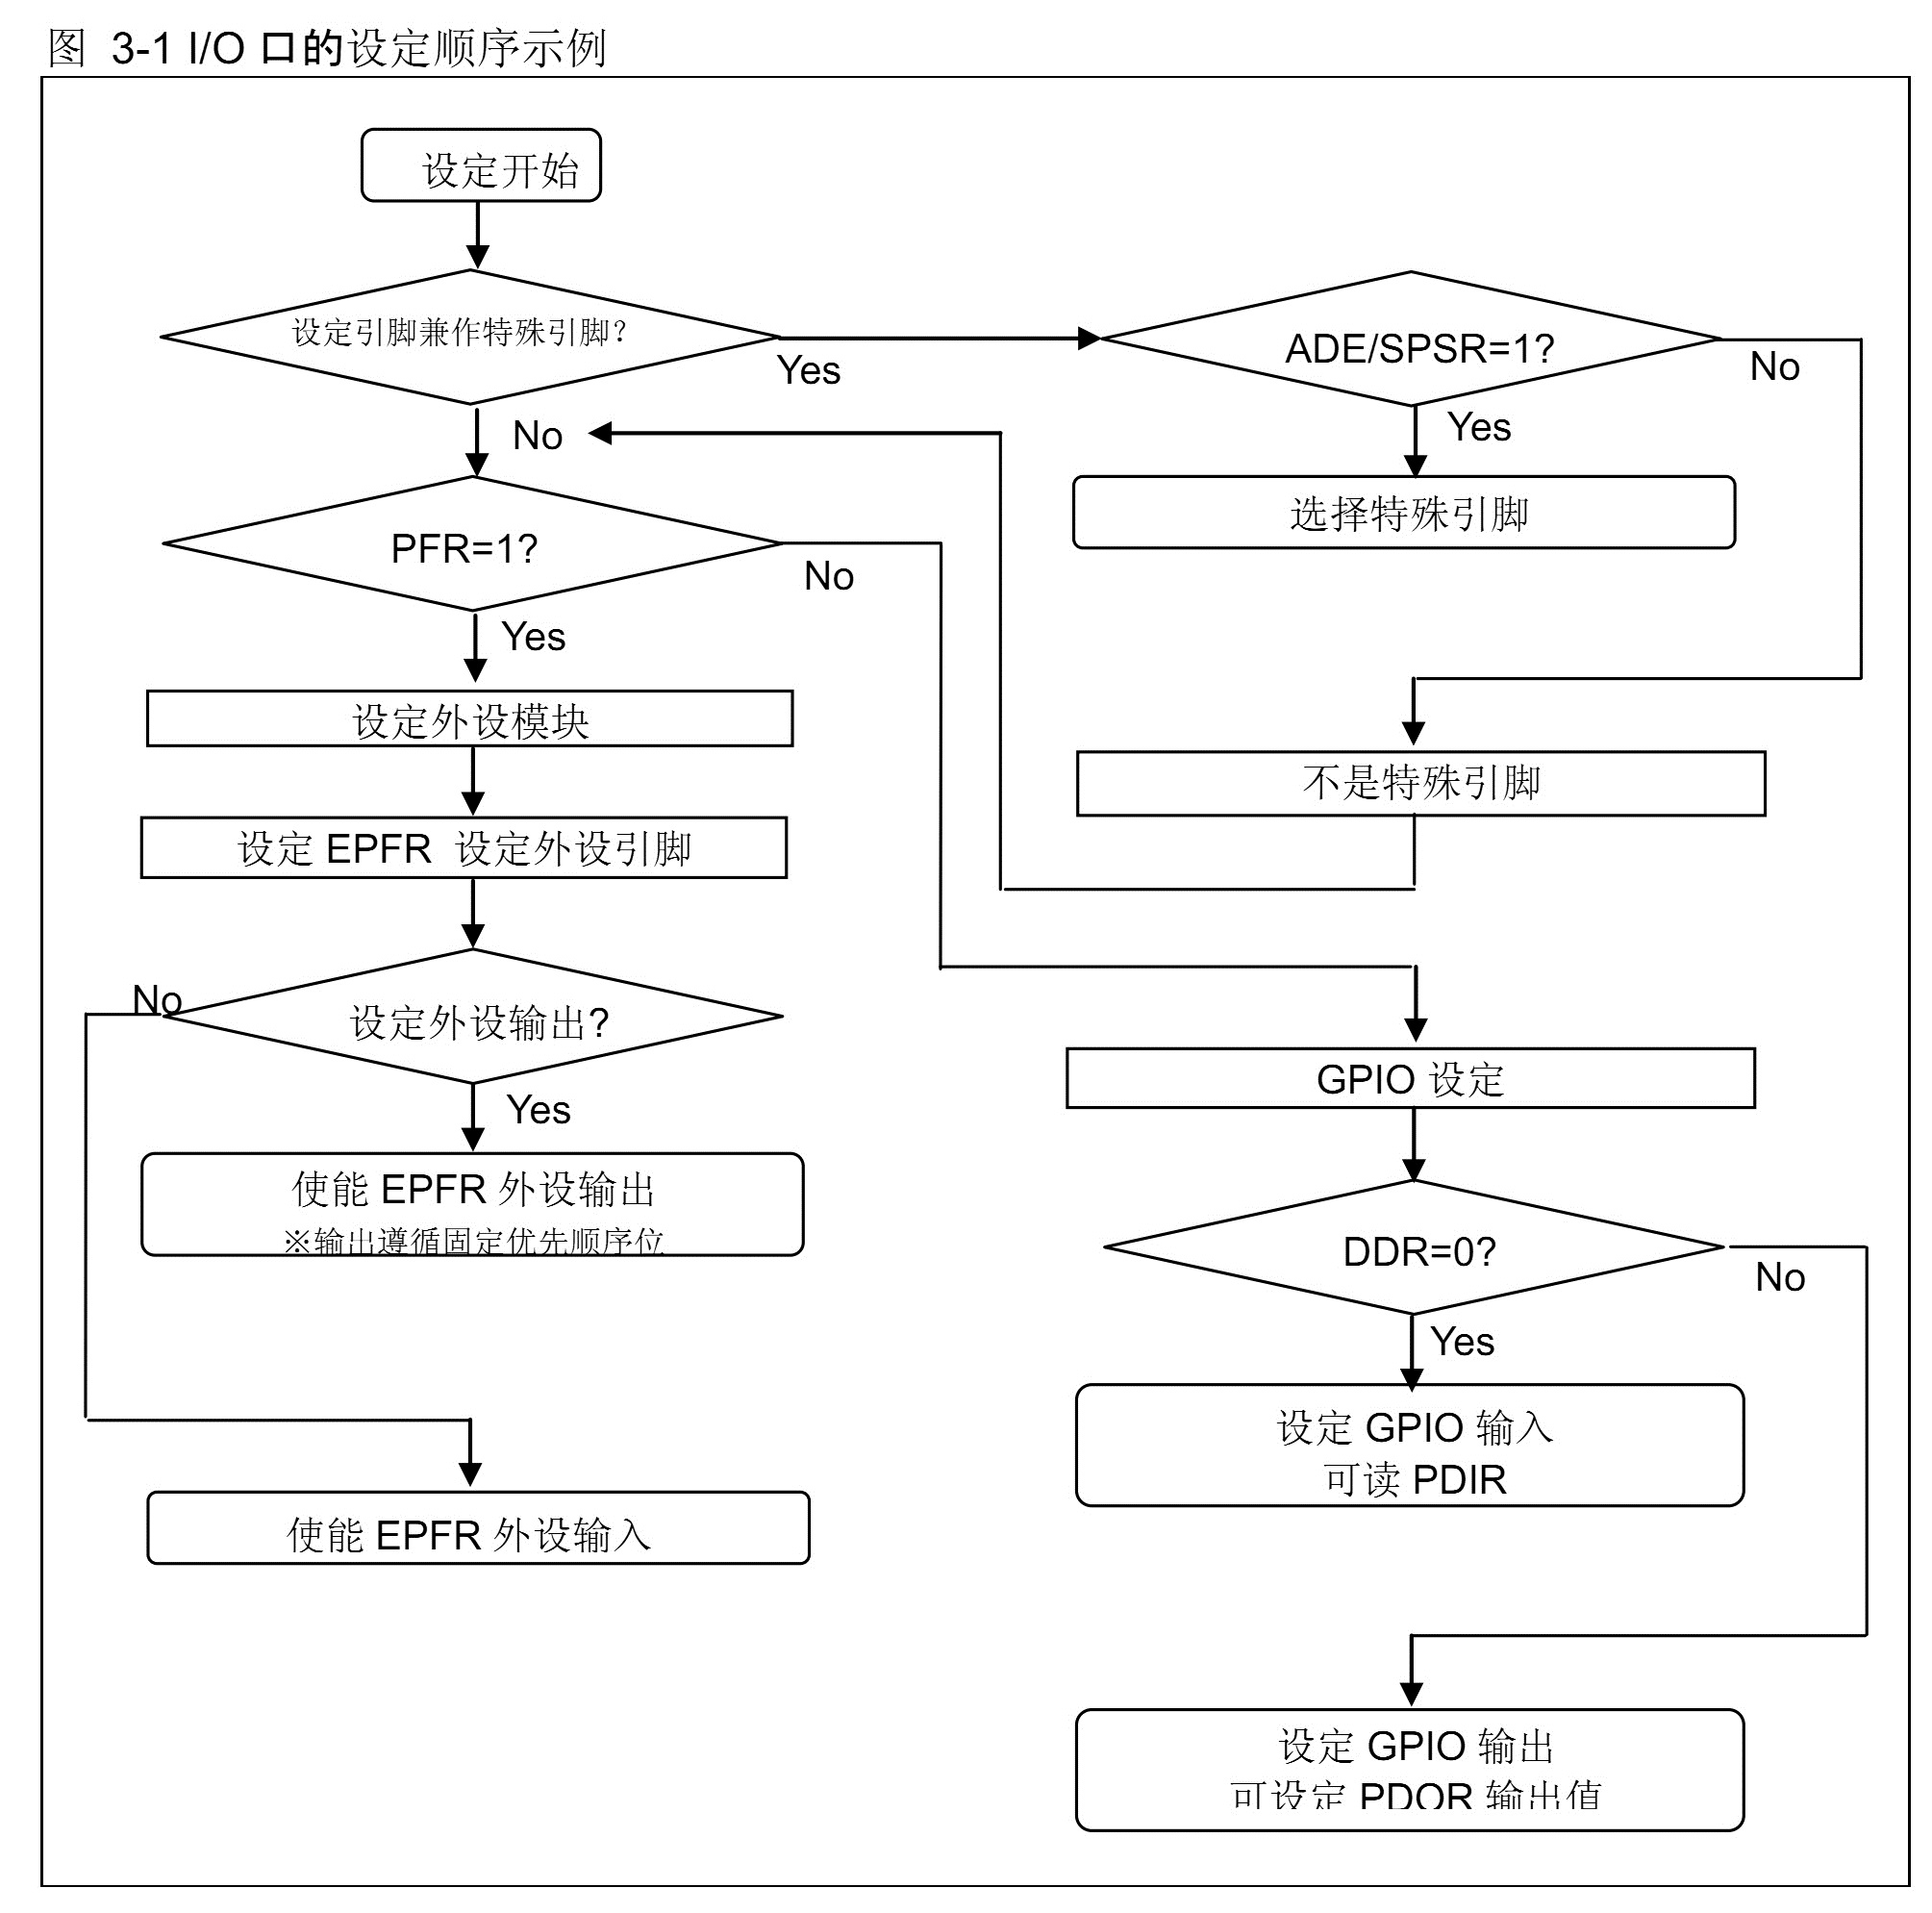 图 3-1 I/O 口的设定顺序示例
设定开始
设定引脚兼作特殊引脚?
Yes
No
ADE/SPSR=1?
No
Yes
选择特殊引脚
PFR=1?
No
Yes
设定外设模块
不是特殊引脚
设定 EPFR 设定外设引脚
No
设定外设输出?
Yes
GPIO 设定
使能 EPFR 外设输出
※输出遵循固定优先顺序位
DDR=0?
No
Yes
设定 GPIO 输入
可读 PDIR
使能 EPFR 外设输入
设定 GPIO 输出
可设定 PDOR 输出值